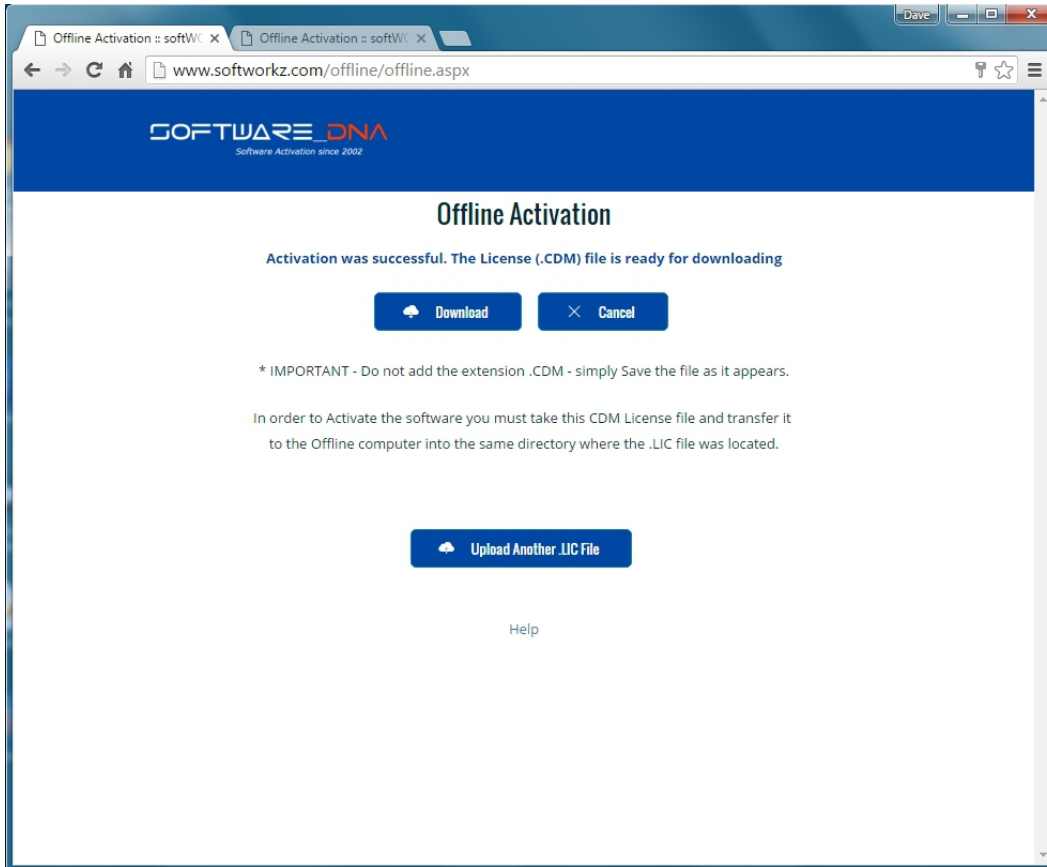 Dave
Offline Activation :: softW
Offline Activation :: softW
www.softworkz.com/offline/offline.aspx
SOFTWARE_DNA
Software Activation since 2002
Offline Activation
Activation was successful. The License (.CDM) file is ready for downloading
Download
Cancel
* IMPORTANT - Do not add the extension .CDM - simply Save the file as it appears.
In order to Activate the software you must take this CDM License file and transfer it
to the Offline computer into the same directory where the .LIC file was located.
Upload Another .LIC File
Help